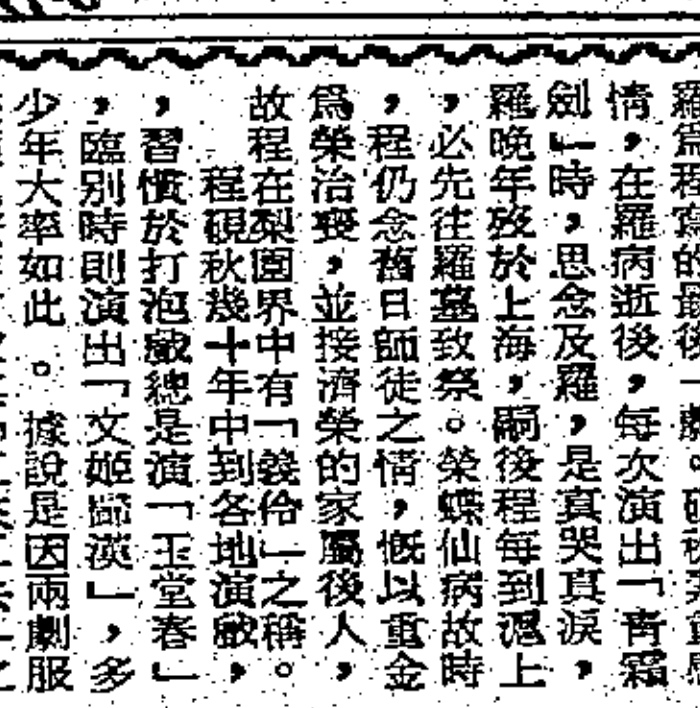 羅爲程寫的最後一
情，在羅病逝後，每次演出「靑霜
劍」時，思念及羅，是真哭真淚，
羅晚年歿於上海，嗣後程每到滬上
，必先往羅墓致祭。榮蝶仙病故時
，程仍念舊日師徒之情，慨以重金
爲榮治喪，並接濟榮的家屬後人，
故程在梨園界中有「義伶」之稱。
程硯秋幾十年中到各地演戲，
，習慣於打泡戲總是演「玉堂春」
，臨別時則演出「文姬歸漢」，多
少年大率如此。據說是因兩劇服